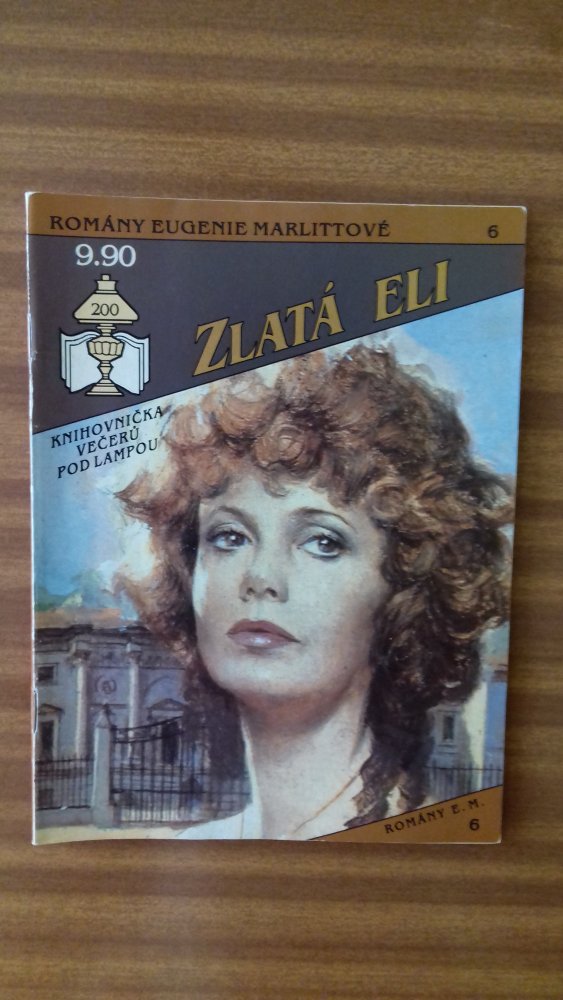 ROMÁNY EUGENIE MARLITTOVÉ 6
9.90
200
ZLATÁ ELI
KNIHOVNIČKA
VEČERŮ
POD LAMPOU
ROMÁNY E. M.
6